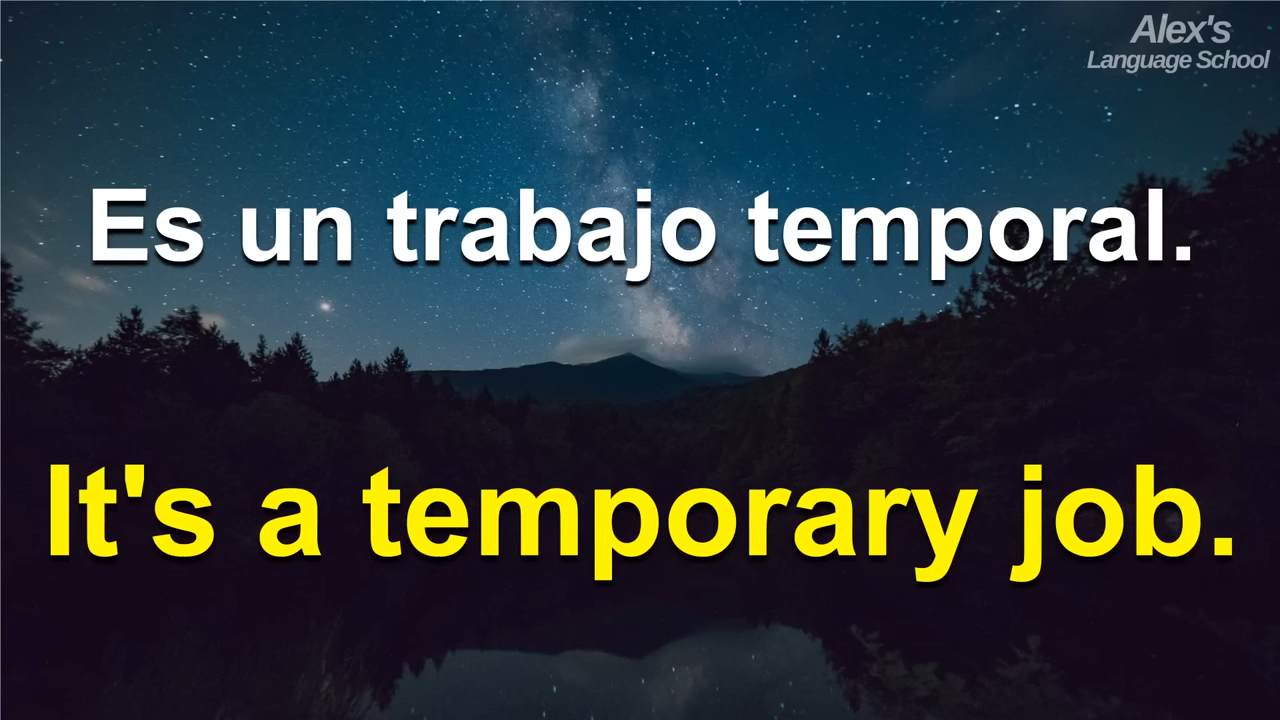 Alex's
Language School
Es un trabajo temporal.
It's a temporary job.